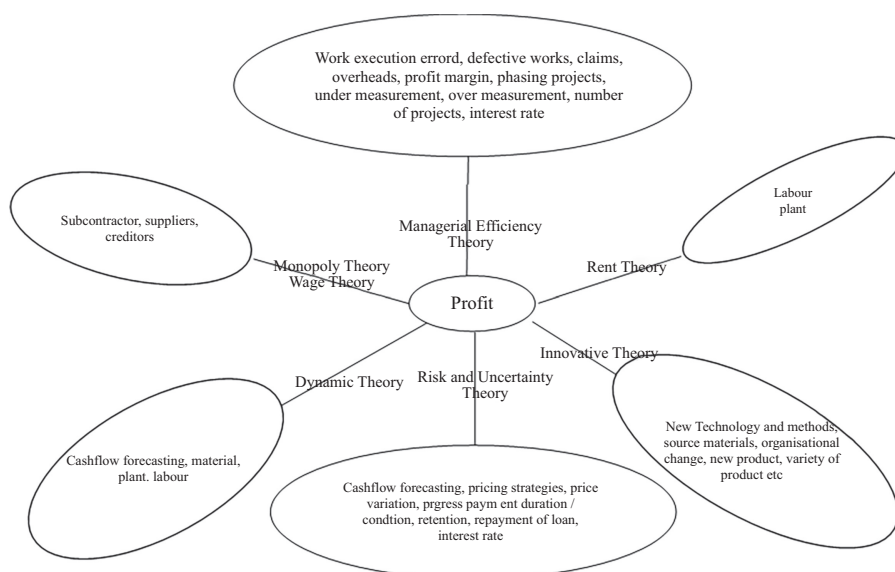 Work execution errord, defective works, claims,
overheads, profit margin, phasing projects,
under measurement, over measurement, number
of projects, interest rate
Labour
plant
Subcontractor, suppliers,
creditors
Managerial Efficiency
Theory
Monopoly Theory
Wage Theory
Rent Theory
Profit
Innovative Theory
Dynamic Theory
Risk and Uncertainty
Theory
New Technology and methods,
source materials, organisational
change, new product, variety of
product etc
Cashflow forecasting, material,
plant. labour
Cashflow forecasting, pricing strategies, price
variation, prgress paym ent duration /
condtion, retention, repayment of loan,
interest rate